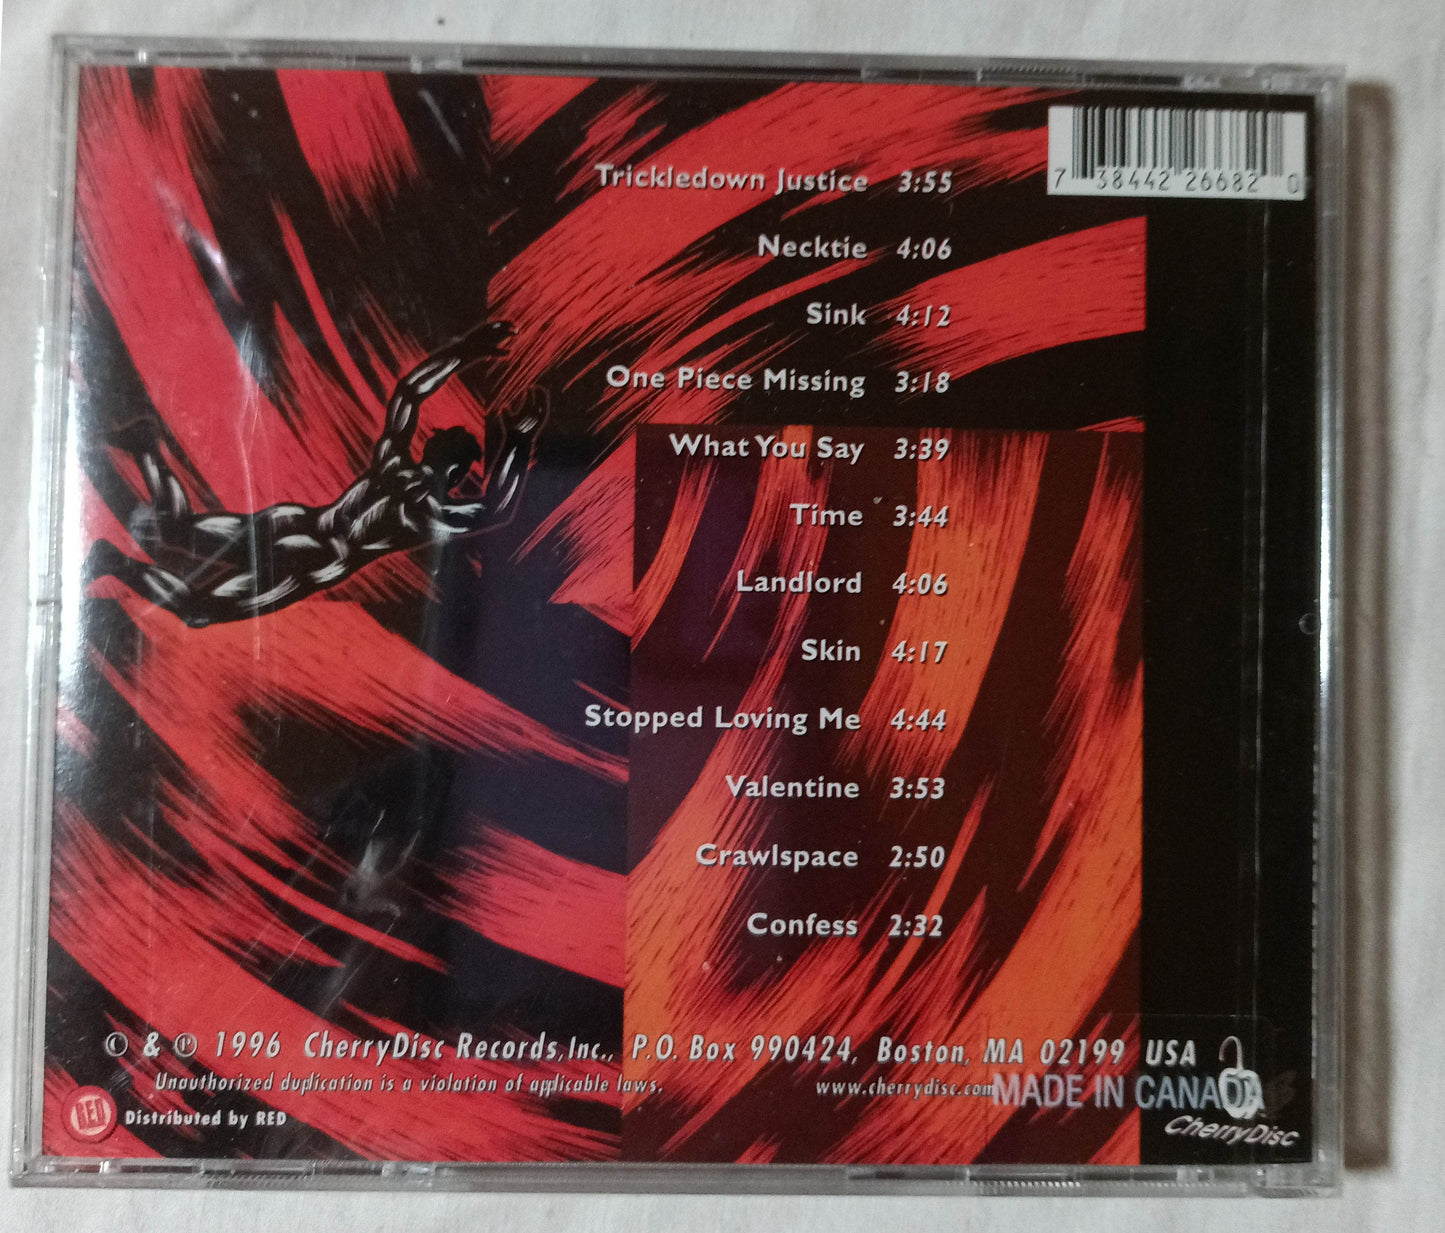 7 38442 26682 0
Trickledown Justice 3:55
Necktie 4:06
Sink 4:12
One Piece Missing 3:18
What You Say 3:39
Time 3:44
Landlord 4:06
Skin 4:17
Stopped Loving Me 4:44
Valentine 3:53
Crawlspace 2:50
Confess 2:32
© & ℗ 1996 CherryDisc Records, Inc., P.O. Box 990424, Boston, MA 02199 USA
Unauthorized duplication is a violation of applicable laws. www.cherrydisc.com
MADE IN CANADA
RED Distributed by RED
CherryDisc